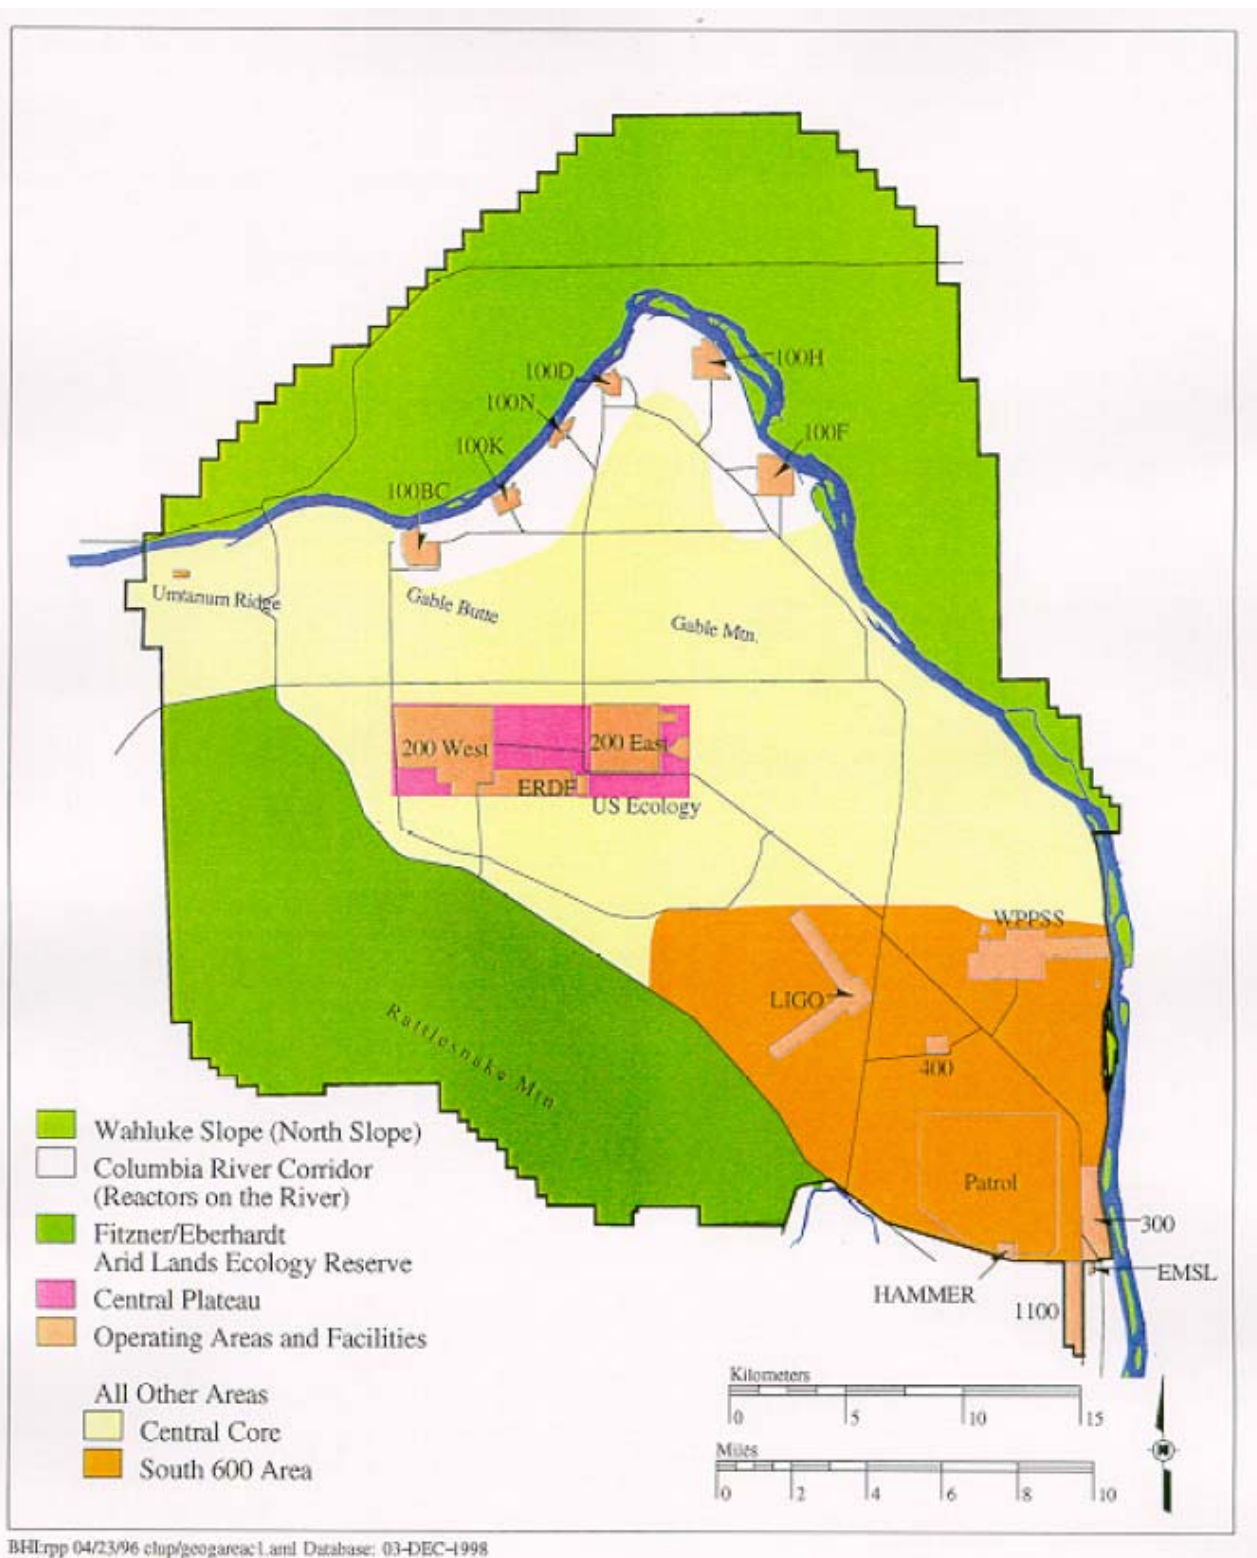 100H
100D
100N
100F
100K
100BC
Umtanum Ridge
Gable Butte
Gable Mtn.
200 West
200 East
ERDF
US Ecology
WPPSS
LIGO
400
Rattlesnake Mtn
Patrol
300
EMSL
HAMMER
1100
Wahluke Slope (North Slope)
Columbia River Corridor
(Reactors on the River)
Fitzner/Eberhardt
Arid Lands Ecology Reserve
Central Plateau
Operating Areas and Facilities
All Other Areas
Central Core
South 600 Area
Kilometers
0 5 10 15
Miles
0 2 4 6 8 10
N
BHI:rpp 04/23/96 clup/geogareac1.aml Database: 03-DEC-1998